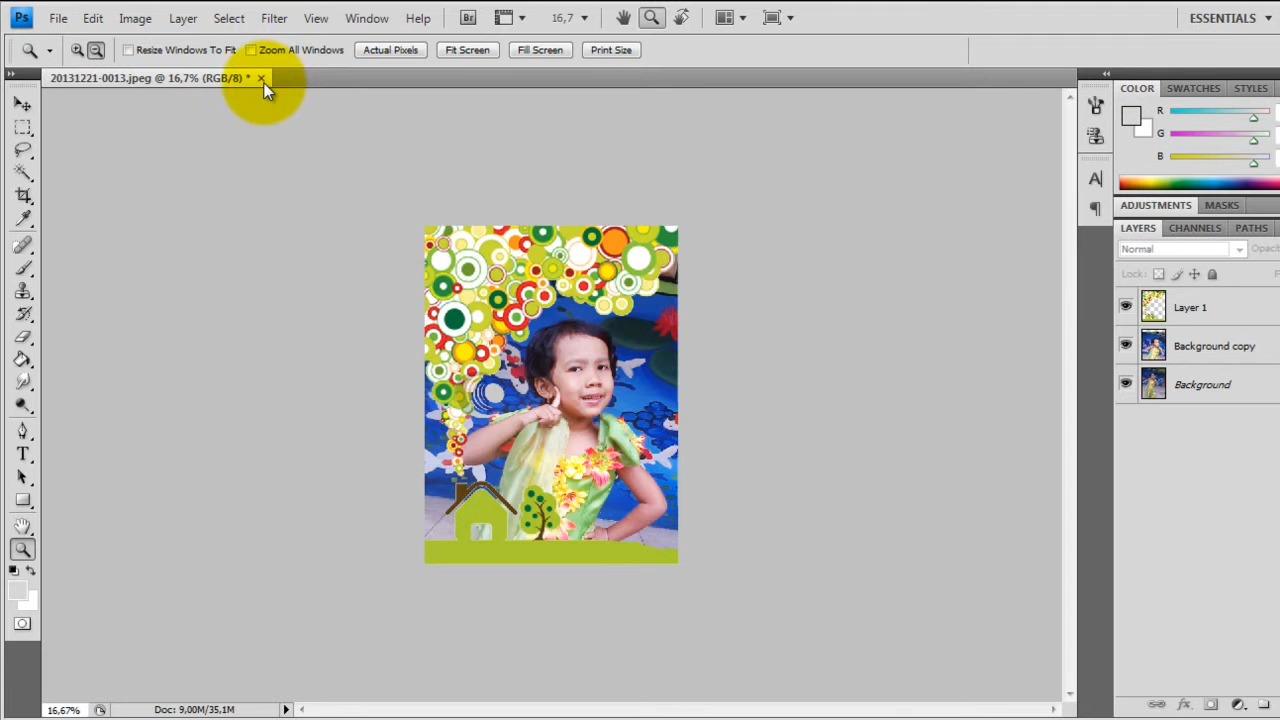 Ps File Edit Image Layer Select Filter View Window Help Br 16,7 ESSENTIALS
Resize Windows To Fit Zoom All Windows Actual Pixels Fit Screen Fill Screen Print Size
20131221-0013.jpeg @ 16,7% (RGB/8) *
COLOR SWATCHES STYLES
R
G
B
ADJUSTMENTS MASKS
LAYERS CHANNELS PATHS
Normal Opacit
Lock:
Layer 1
Background copy
Background
16,67% Doc: 9,00M/35,1M